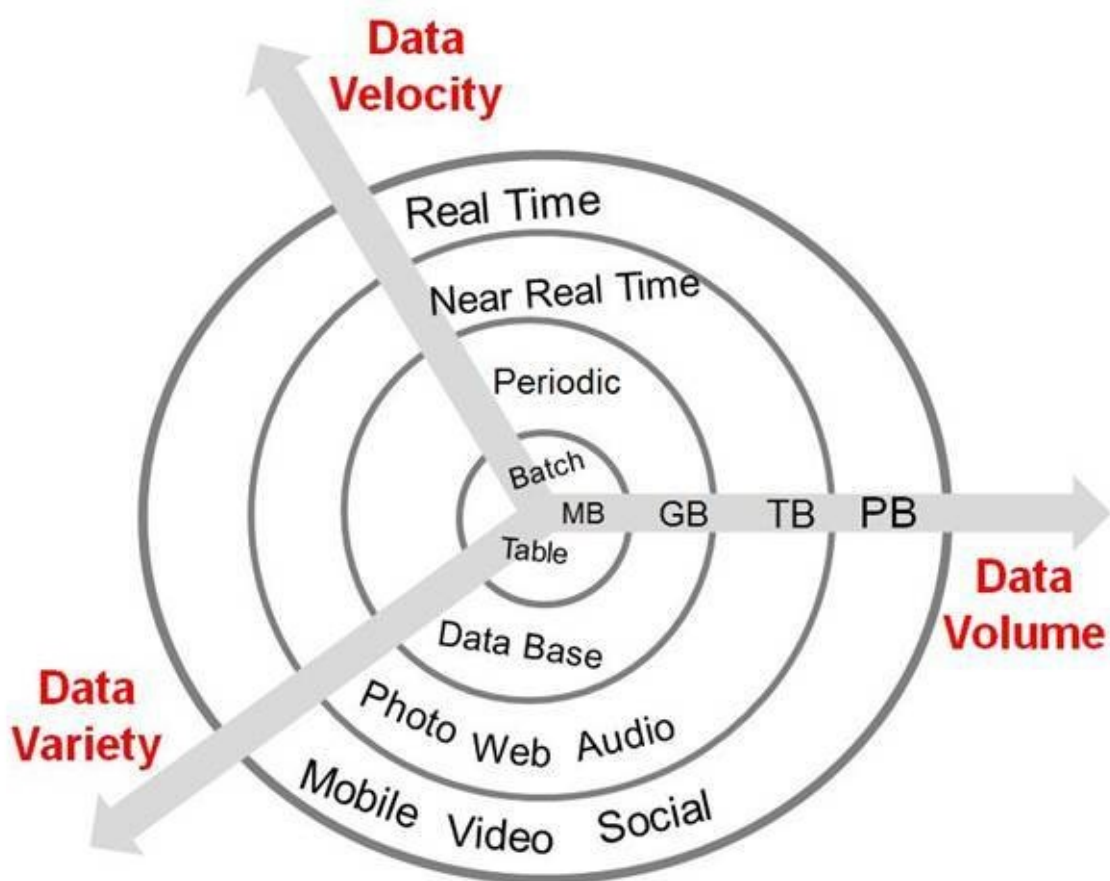 Data
Velocity
Real Time
Near Real Time
Periodic
Batch
MB GB TB PB
Table
Data
Volume
Data Base
Data
Variety
Photo Web Audio
Mobile Video Social